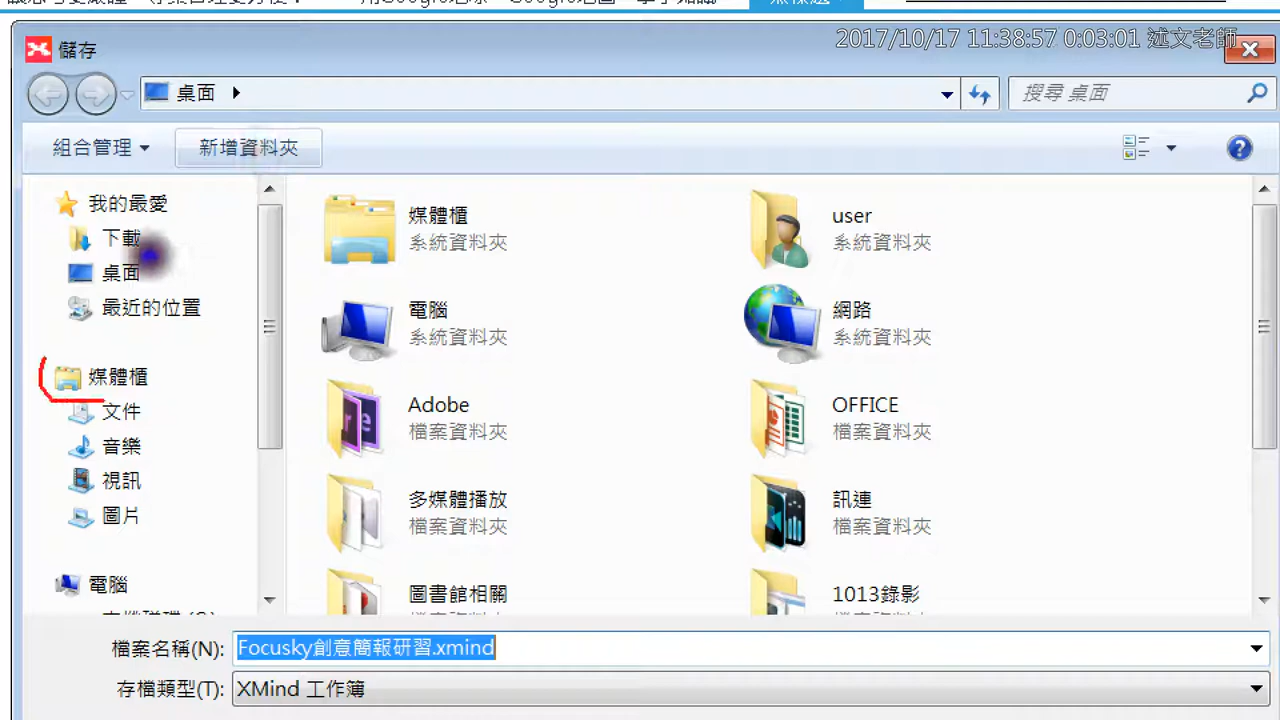 儲存
2017/10/17 11:38:57 0:03:01 述文老師
桌面
搜尋 桌面
組合管理
新增資料夾
我的最愛
下載
桌面
最近的位置
媒體櫃
文件
音樂
視訊
圖片
電腦
媒體櫃
系統資料夾
user
系統資料夾
電腦
系統資料夾
網路
系統資料夾
Adobe
檔案資料夾
OFFICE
檔案資料夾
多媒體播放
檔案資料夾
訊連
檔案資料夾
圖書館相關
1013錄影
檔案名稱(N):
Focusky創意簡報研習.xmind
存檔類型(T):
XMind 工作簿